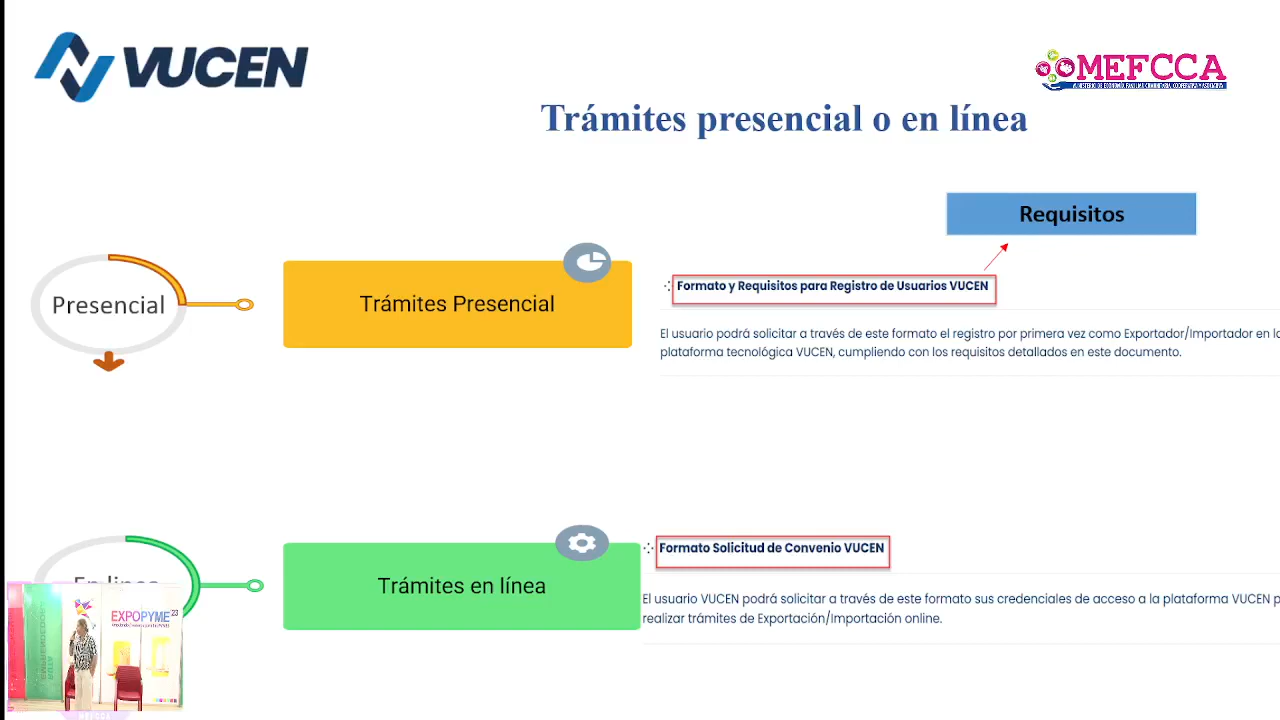 VUCEN
MEFCCA
Trámites presencial o en línea
Requisitos
Presencial
Trámites Presencial
Formato y Requisitos para Registro de Usuarios VUCEN
El usuario podrá solicitar a través de este formato el registro por primera vez como Exportador/Importador en
plataforma tecnológica VUCEN, cumpliendo con los requisitos detallados en este documento.
En línea
Trámites en línea
Formato Solicitud de Convenio VUCEN
El usuario VUCEN podrá solicitar a través de este formato sus credenciales de acceso a la plataforma VUCEN p
realizar trámites de Exportación/Importación online.
EXPOPYME 23
MEFCCA